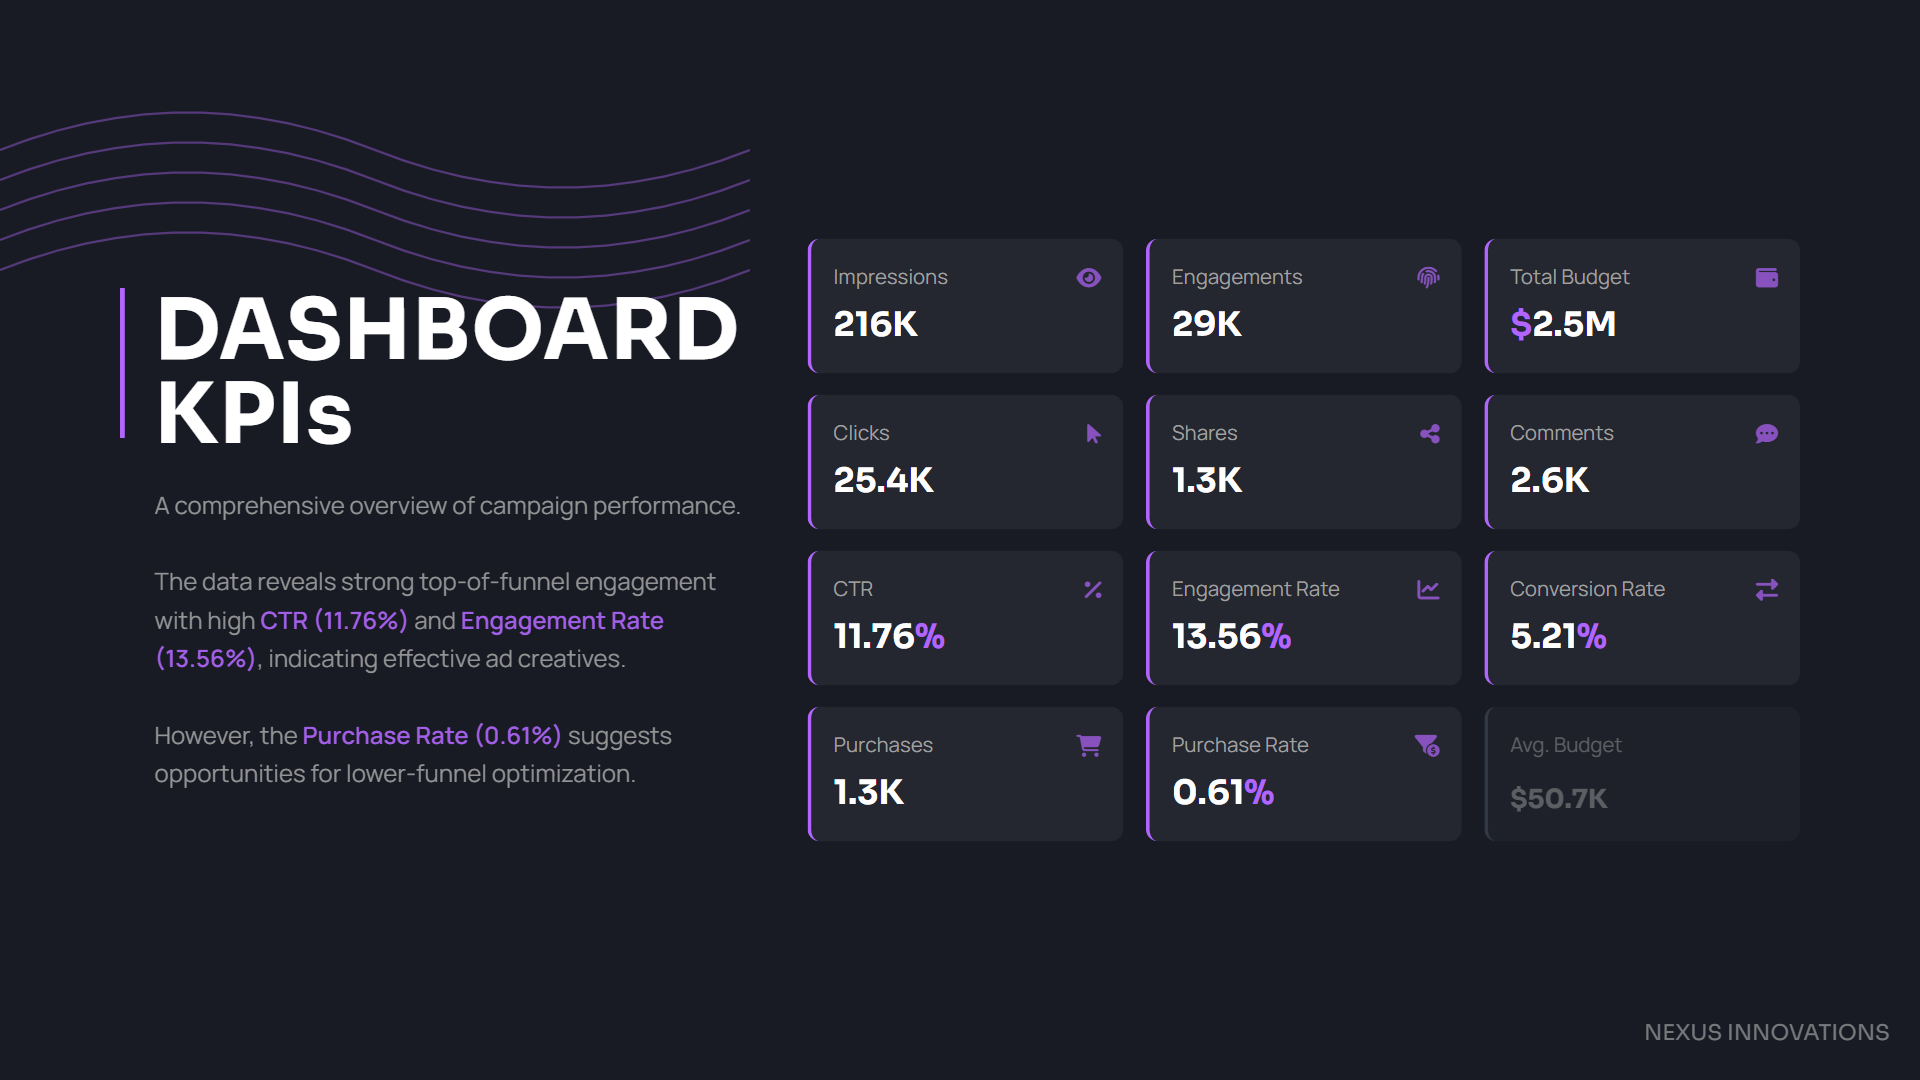 DASHBOARD
KPIs
A comprehensive overview of campaign performance.
The data reveals strong top-of-funnel engagement
with high CTR (11.76%) and Engagement Rate
(13.56%), indicating effective ad creatives.
However, the Purchase Rate (0.61%) suggests
opportunities for lower-funnel optimization.
Impressions
216K
Engagements
29K
Total Budget
$2.5M
Clicks
25.4K
Shares
1.3K
Comments
2.6K
CTR
11.76%
Engagement Rate
13.56%
Conversion Rate
5.21%
Purchases
1.3K
Purchase Rate
0.61%
Avg. Budget
$50.7K
NEXUS INNOVATIONS